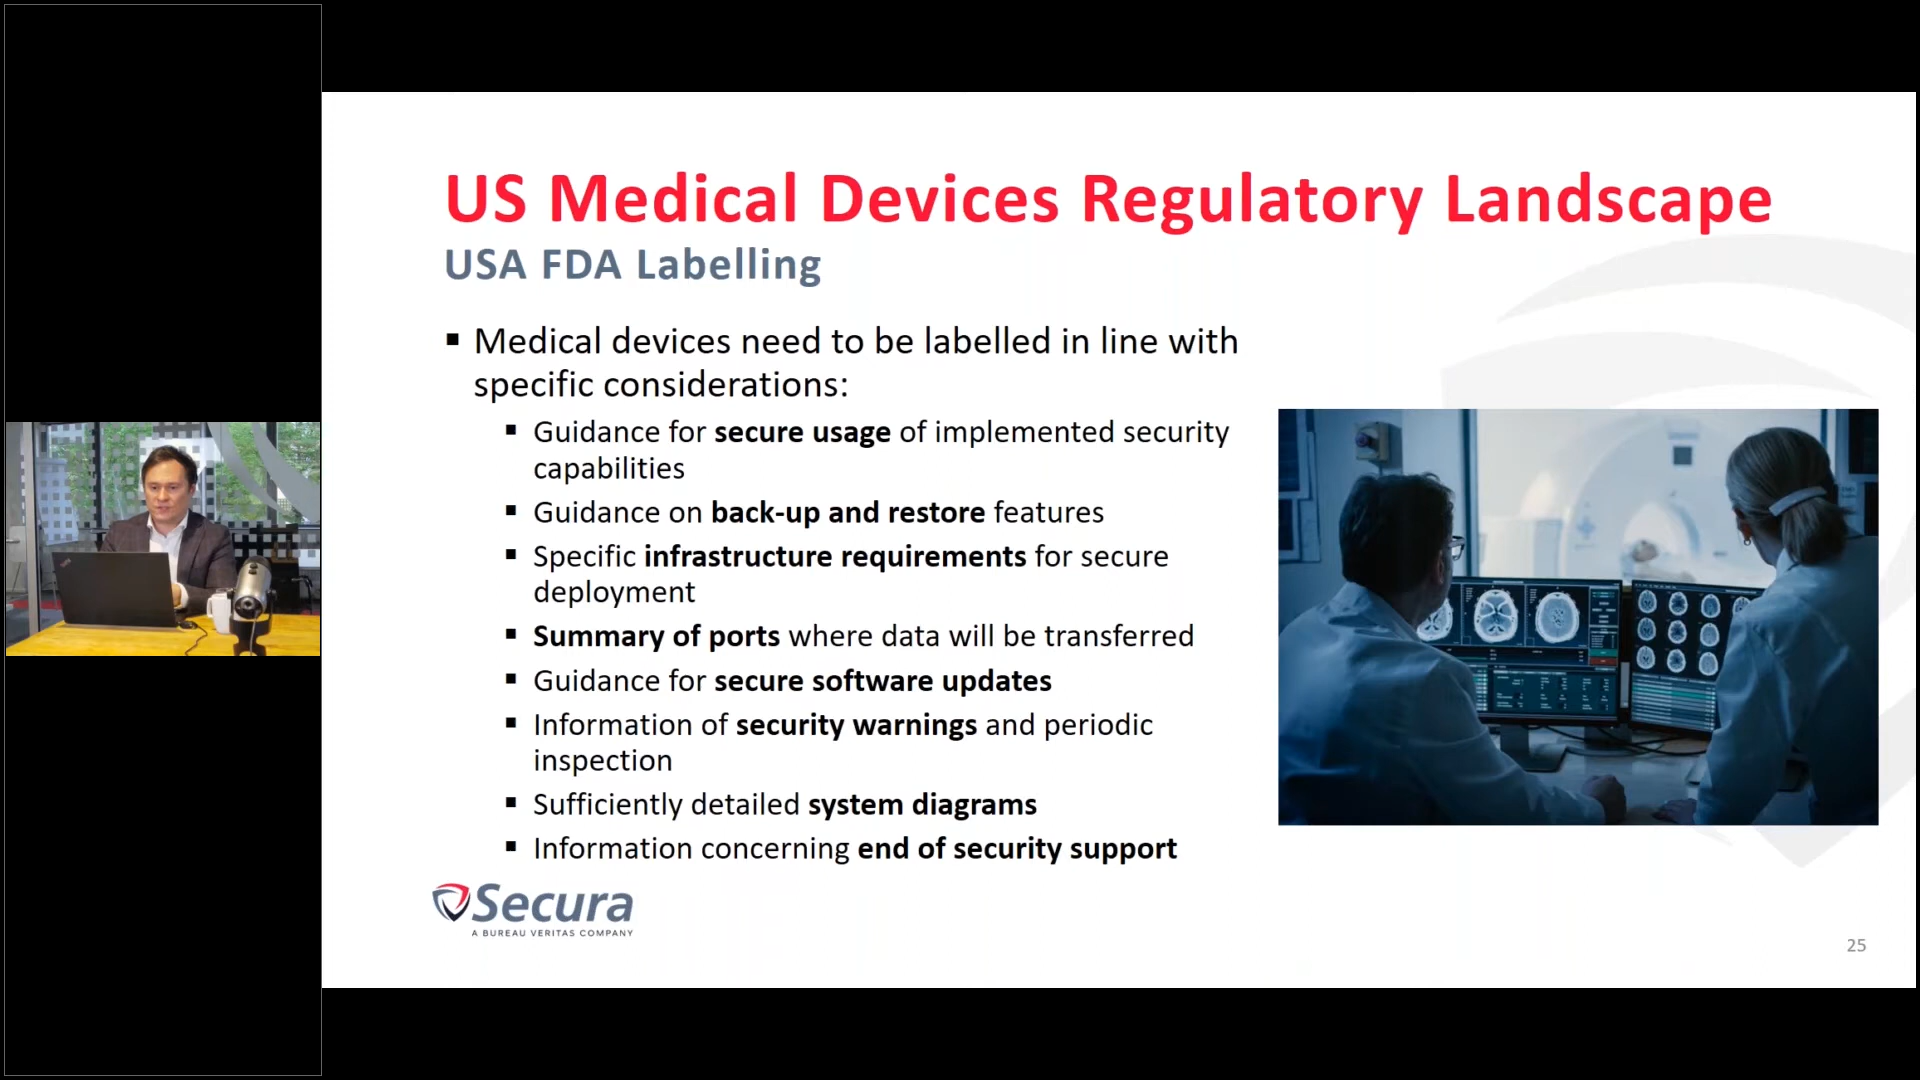 US Medical Devices Regulatory Landscape
USA FDA Labelling
▪ Medical devices need to be labelled in line with
specific considerations:
▪ Guidance for secure usage of implemented security
capabilities
▪ Guidance on back-up and restore features
▪ Specific infrastructure requirements for secure
deployment
▪ Summary of ports where data will be transferred
▪ Guidance for secure software updates
▪ Information of security warnings and periodic
inspection
▪ Sufficiently detailed system diagrams
▪ Information concerning end of security support
Secura
A BUREAU VERITAS COMPANY
25